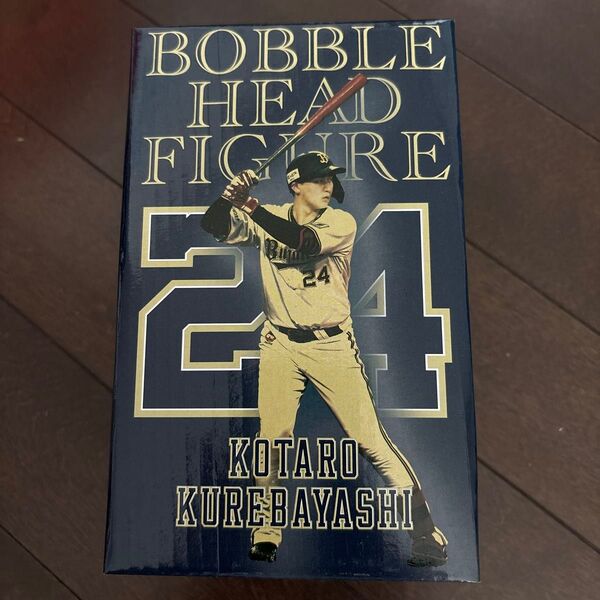 BOBBLE
HEAD
FIGURE
24
24
KOTARO
KUREBAYASHI